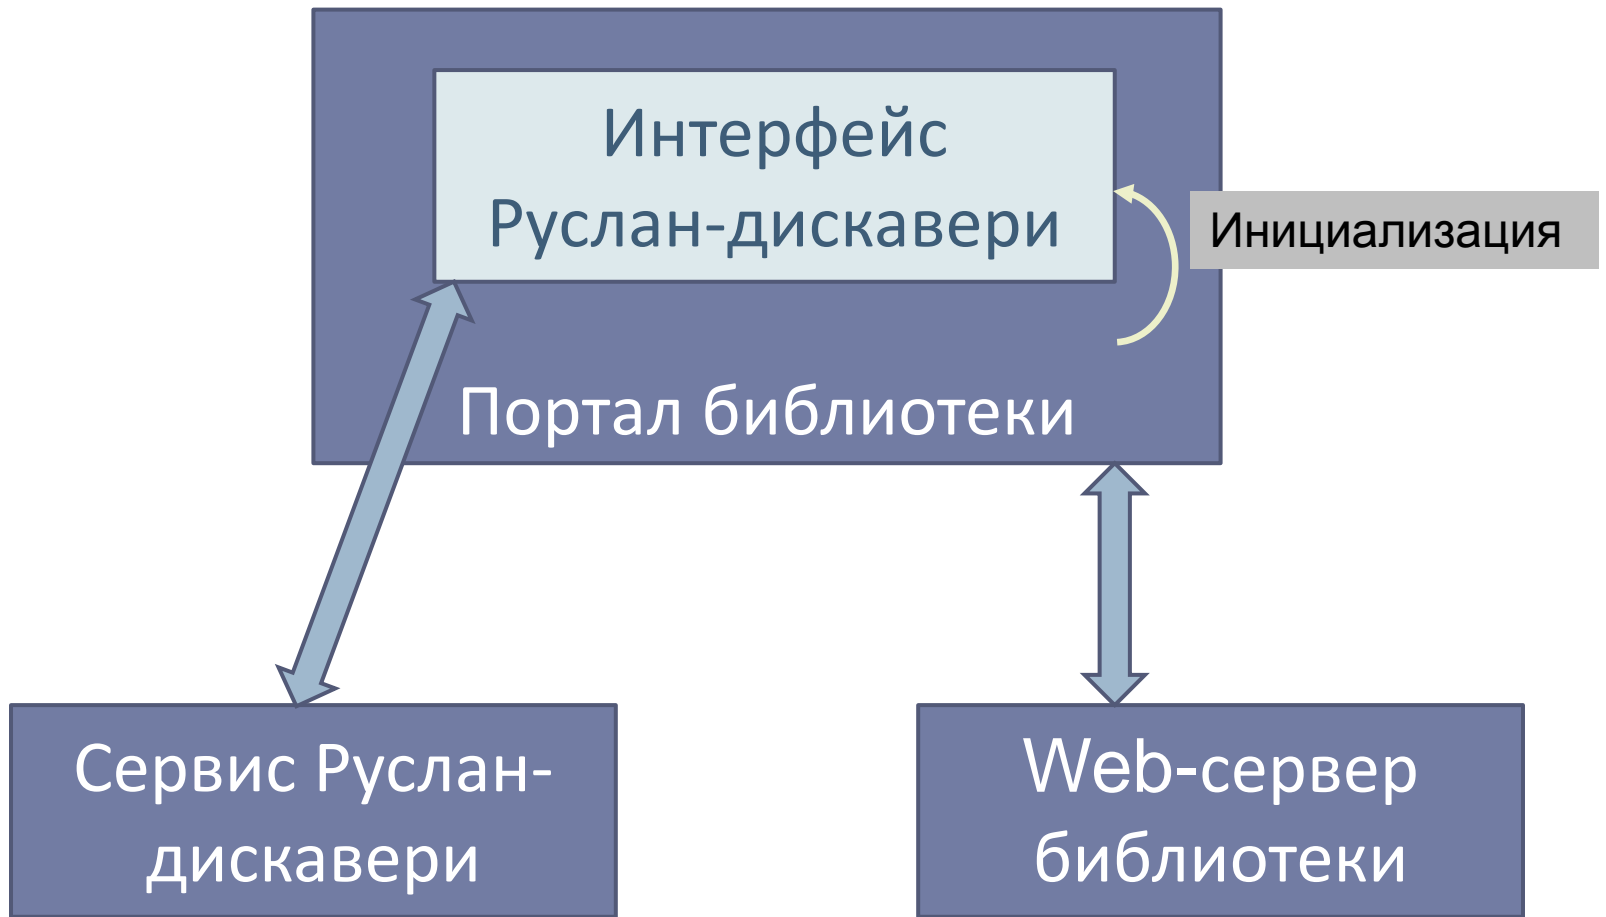 Интерфейс
Руслан-дискавери
Инициализация
Портал библиотеки
Сервис Руслан-
дискавери
Web-сервер
библиотеки